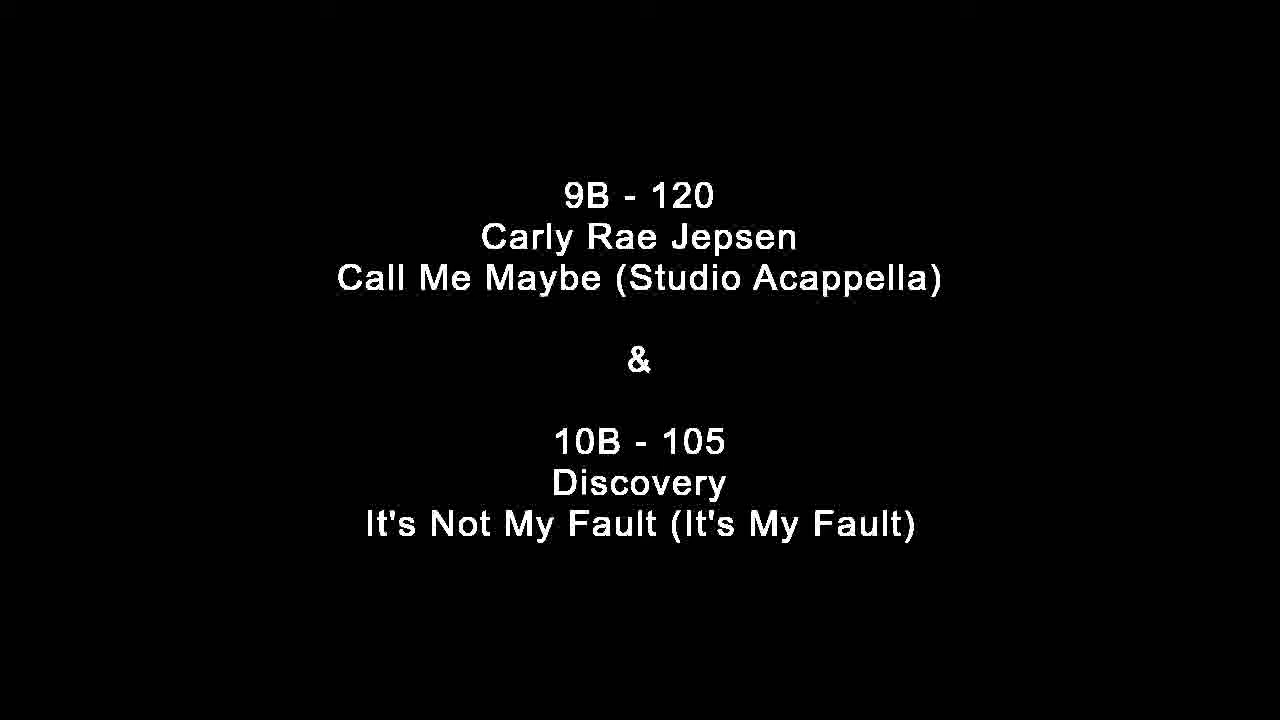 9B - 120
Carly Rae Jepsen
Call Me Maybe (Studio Acappella)
&
10B - 105
Discovery
It's Not My Fault (It's My Fault)